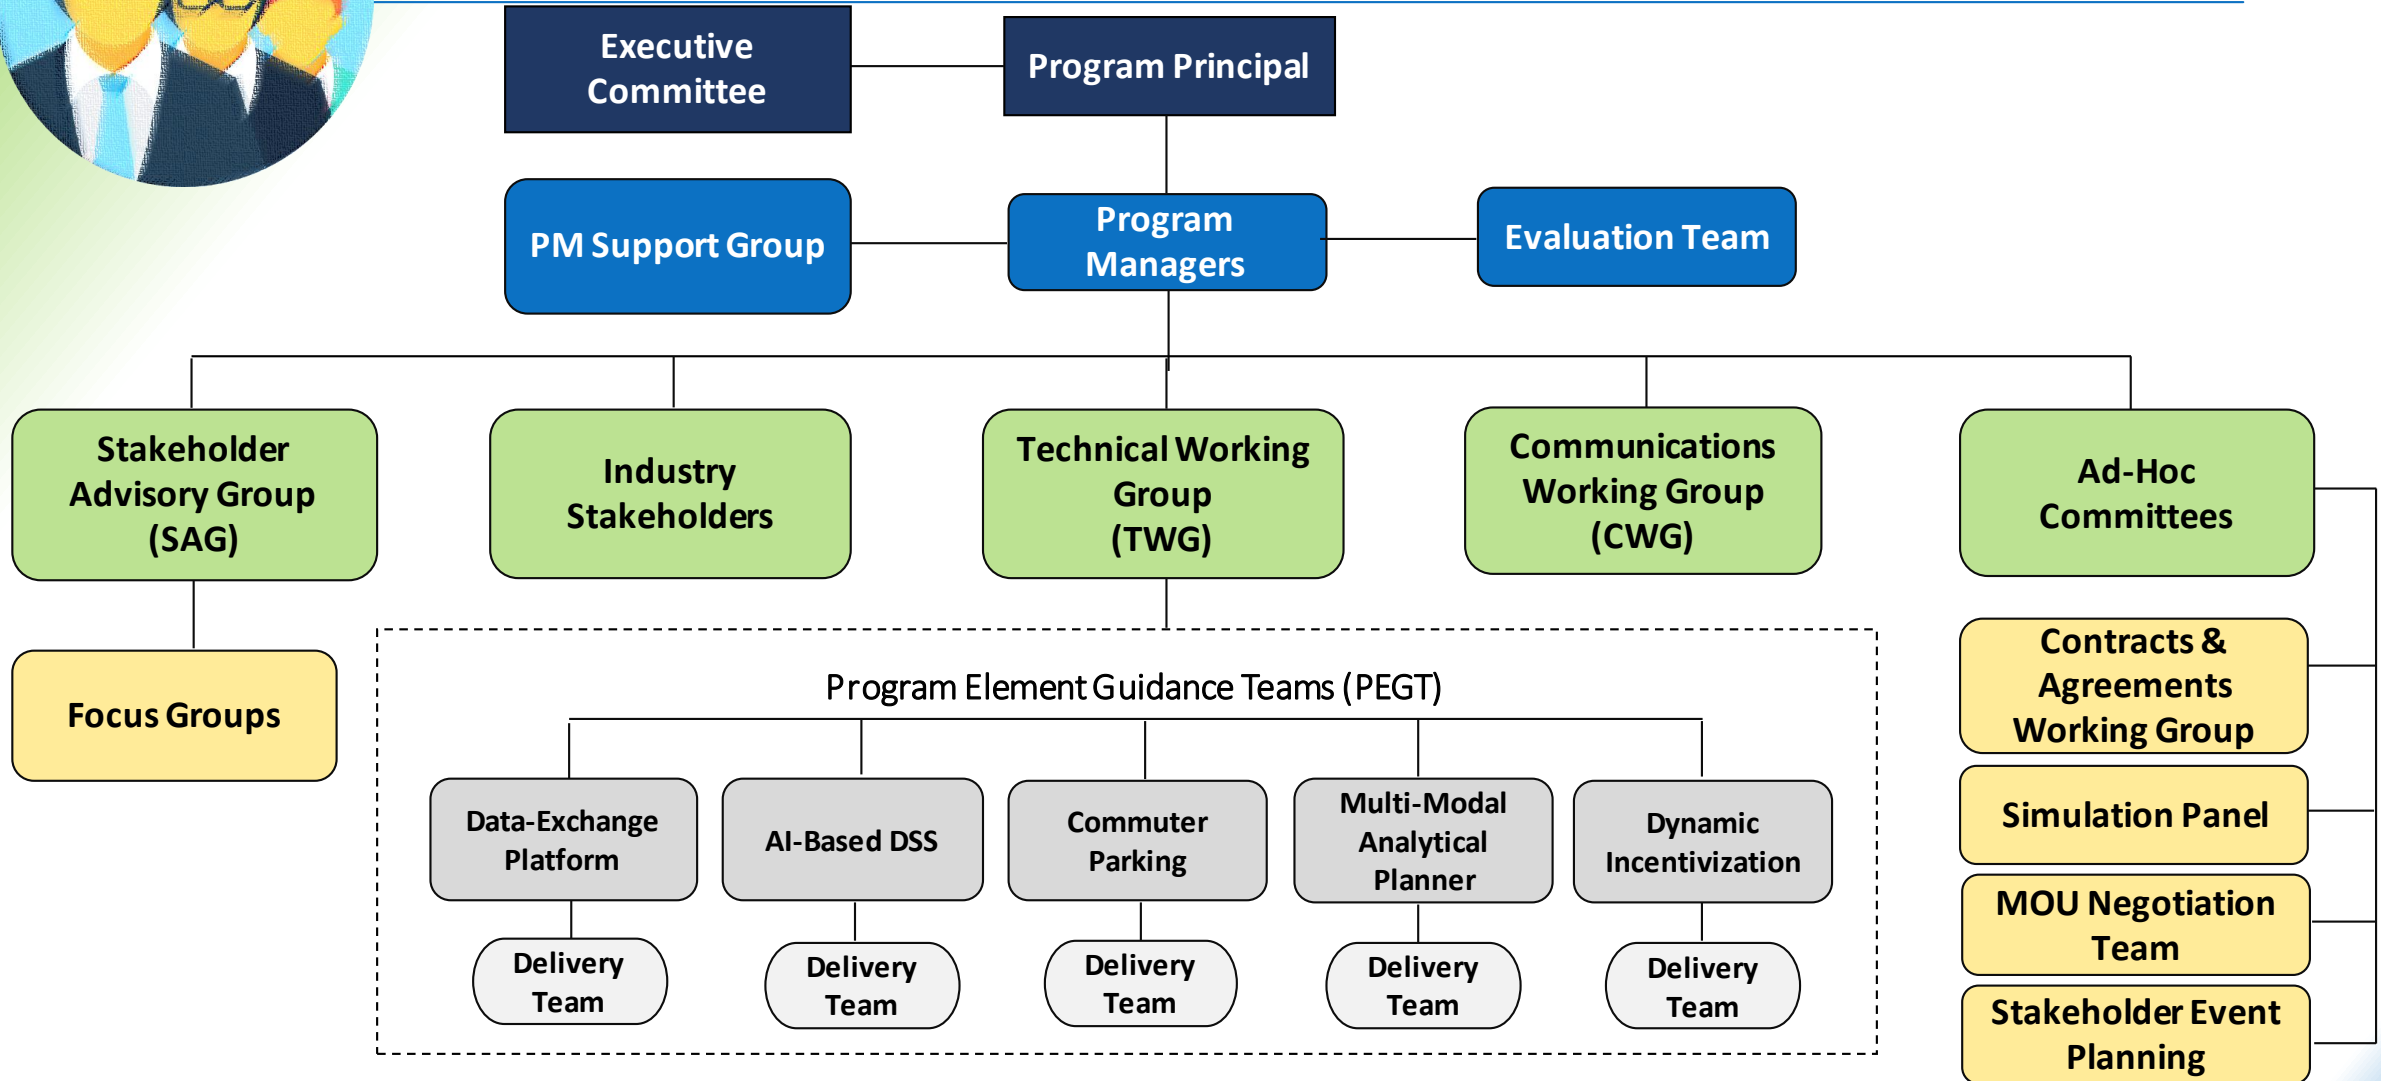 Executive
Committee
Program Principal
PM Support Group
Program
Managers
Evaluation Team
Stakeholder
Advisory Group
(SAG)
Industry
Stakeholders
Technical Working
Group
(TWG)
Communications
Working Group
(CWG)
Ad-Hoc
Committees
Focus Groups
Program Element Guidance Teams (PEGT)
Data-Exchange
Platform
AI-Based DSS
Commuter
Parking
Multi-Modal
Analytical
Planner
Dynamic
Incentivization
Delivery
Team
Delivery
Team
Delivery
Team
Delivery
Team
Delivery
Team
Contracts &
Agreements
Working Group
Simulation Panel
MOU Negotiation
Team
Stakeholder Event
Planning